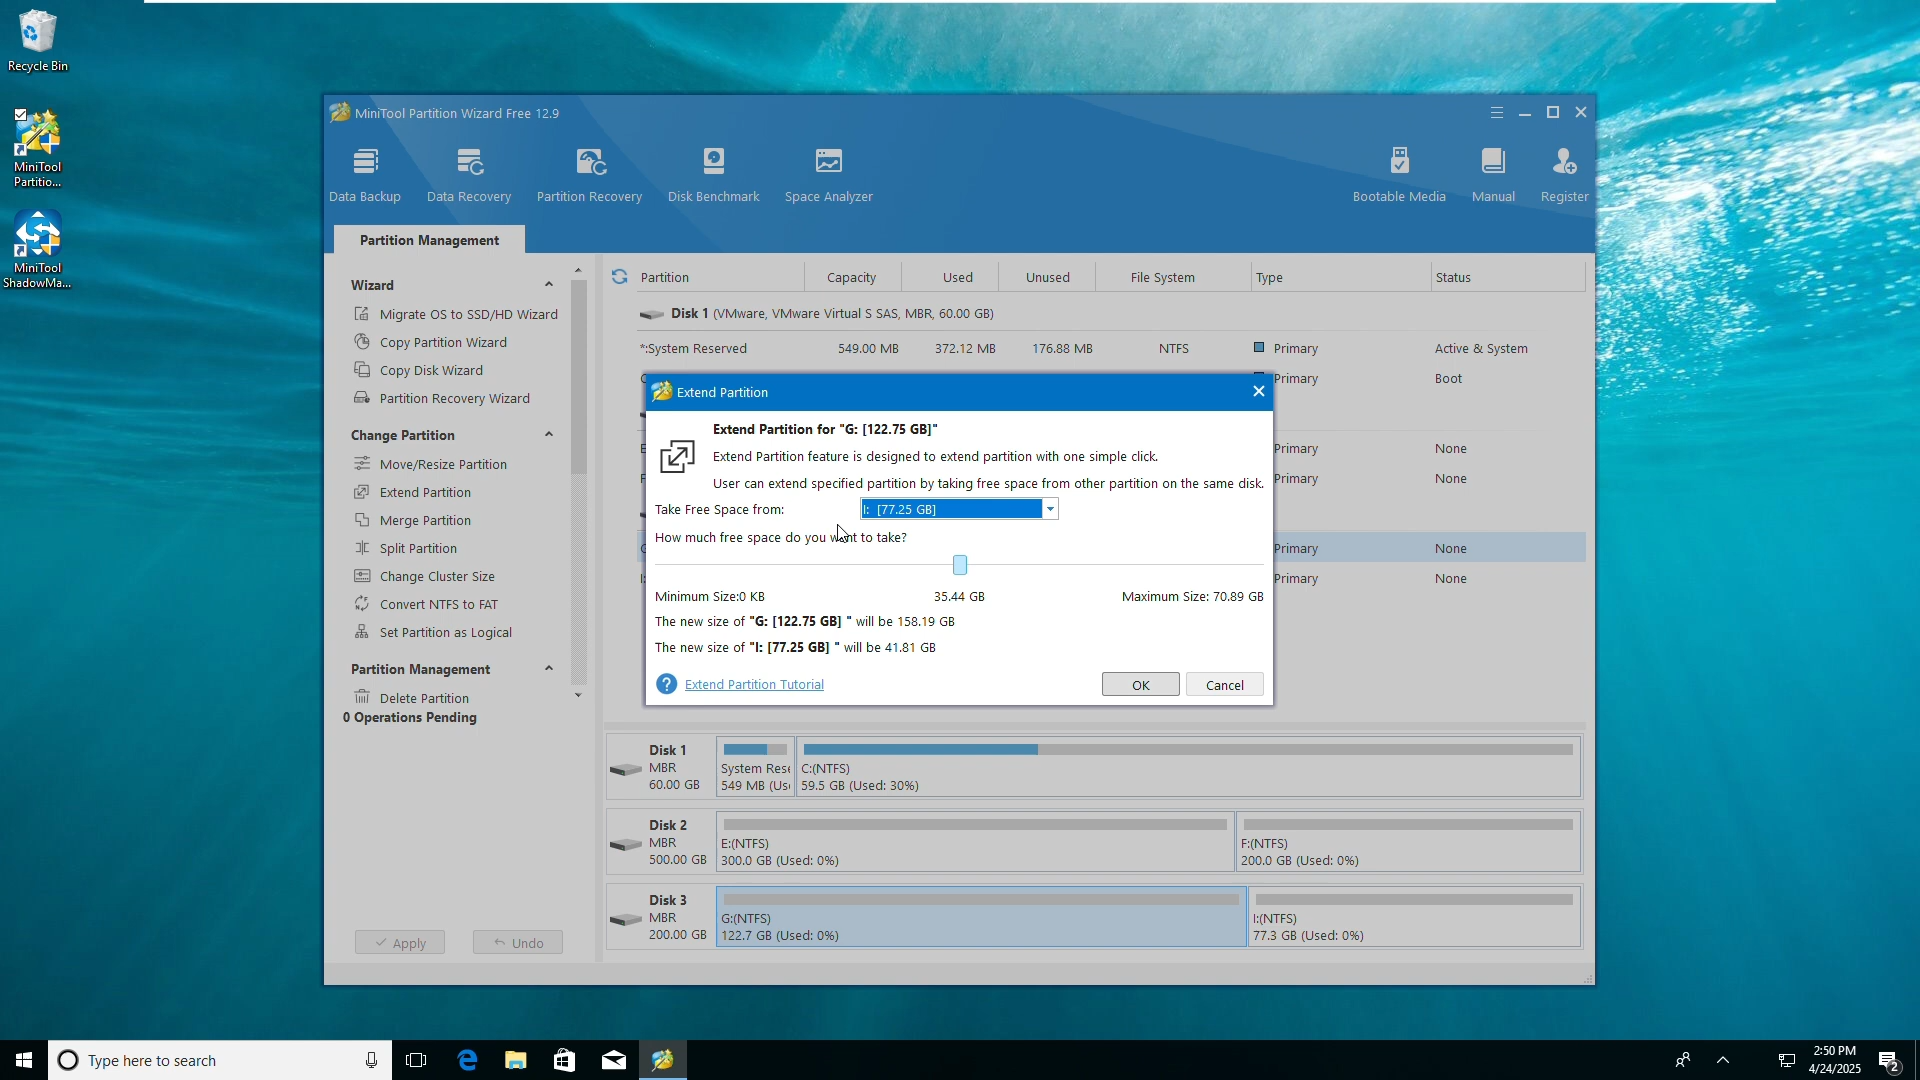 Recycle Bin
MiniTool
Partitio...
MiniTool
ShadowMa...
MiniTool Partition Wizard Free 12.9
Data Backup
Data Recovery
Partition Recovery
Disk Benchmark
Space Analyzer
Bootable Media
Manual
Register
Partition Management
Wizard
Migrate OS to SSD/HD Wizard
Copy Partition Wizard
Copy Disk Wizard
Partition Recovery Wizard
Change Partition
Move/Resize Partition
Extend Partition
Merge Partition
Split Partition
Change Cluster Size
Convert NTFS to FAT
Set Partition as Logical
Partition Management
Delete Partition
0 Operations Pending
Apply
Undo
Partition Capacity Used Unused File System Type Status
Disk 1 (VMware, VMware Virtual S SAS, MBR, 60.00 GB)
*:System Reserved 549.00 MB 372.12 MB 176.88 MB NTFS Primary Active & System
Primary Boot
Primary None
Primary None
Primary None
Primary None
Extend Partition
Extend Partition for "G: [122.75 GB]"
Extend Partition feature is designed to extend partition with one simple click.
User can extend specified partition by taking free space from other partition on the same disk.
Take Free Space from: I: [77.25 GB]
How much free space do you want to take?
Minimum Size:0 KB 35.44 GB Maximum Size: 70.89 GB
The new size of "G: [122.75 GB] " will be 158.19 GB
The new size of "I: [77.25 GB] " will be 41.81 GB
? Extend Partition Tutorial
OK
Cancel
Disk 1
MBR
60.00 GB
System Rese
549 MB (Us
C:(NTFS)
59.5 GB (Used: 30%)
Disk 2
MBR
500.00 GB
E:(NTFS)
300.0 GB (Used: 0%)
F:(NTFS)
200.0 GB (Used: 0%)
Disk 3
MBR
200.00 GB
G:(NTFS)
122.7 GB (Used: 0%)
I:(NTFS)
77.3 GB (Used: 0%)
Type here to search
2:50 PM
4/24/2025
2